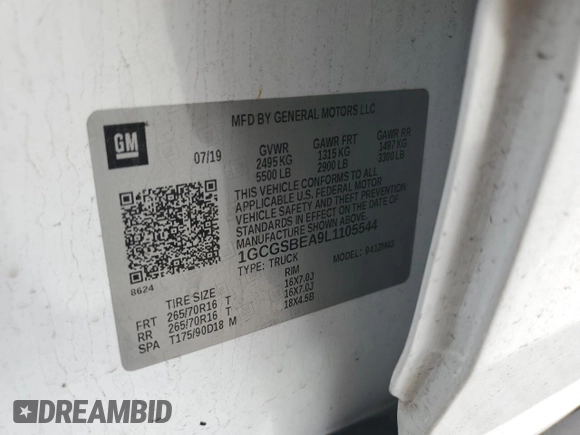 MFD BY GENERAL MOTORS LLC
GM
07/19
GVWR GAWR FRT GAWR RR
2495 KG 1315 KG 1497 KG
5500 LB 2900 LB 3300 LB
THIS VEHICLE CONFORMS TO ALL
APPLICABLE U.S. FEDERAL MOTOR
VEHICLE SAFETY AND THEFT PREVENTION
STANDARDS IN EFFECT ON THE DATE OF
MANUFACTURE SHOWN ABOVE.
1GCGSBEA9L1105544
TYPE: TRUCK MODEL:
8624
TIRE SIZE RIM
FRT 265/70R16 T 16X7.0J
RR 265/70R16 T 16X7.0J
SPA T175/90D18 M 18X4.5B
DREAMBID